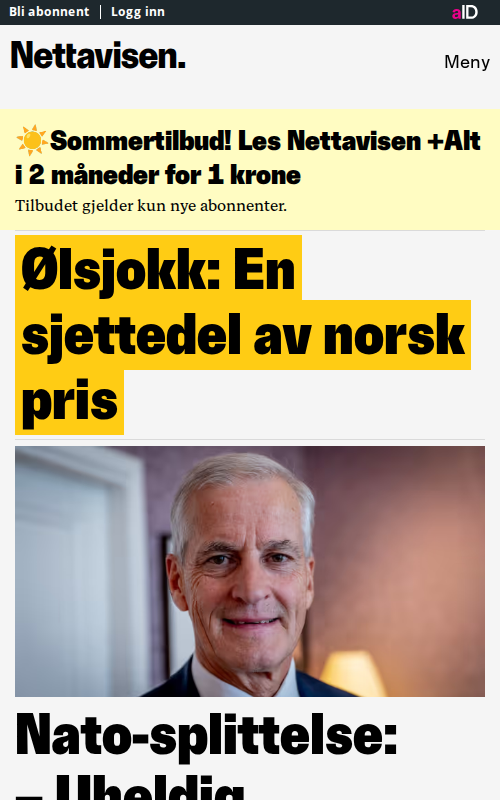 Bli abonnent | Logg inn
aID
Nettavisen.
Meny
☀️Sommertilbud! Les Nettavisen +Alt
i 2 måneder for 1 krone
Tilbudet gjelder kun nye abonnenter.
Ølsjokk: En
sjettedel av norsk
pris
Nato-splittelse:
– Uheldig